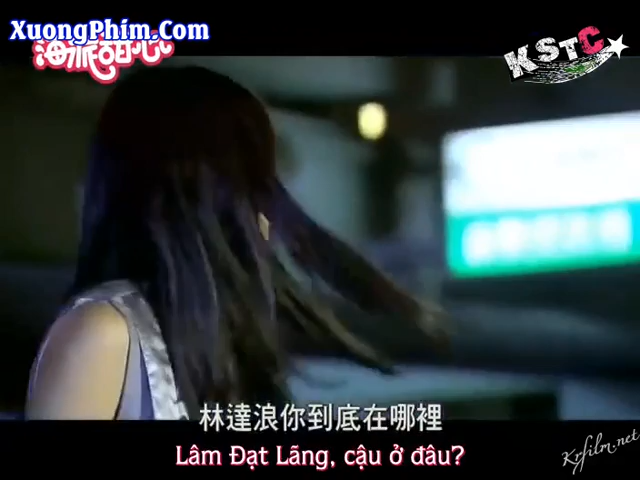 XuongPhim.Com
海派甜心
KSTC
林達浪你到底在哪裡
Lâm Đạt Lãng, cậu ở đâu?
Krfilm.net